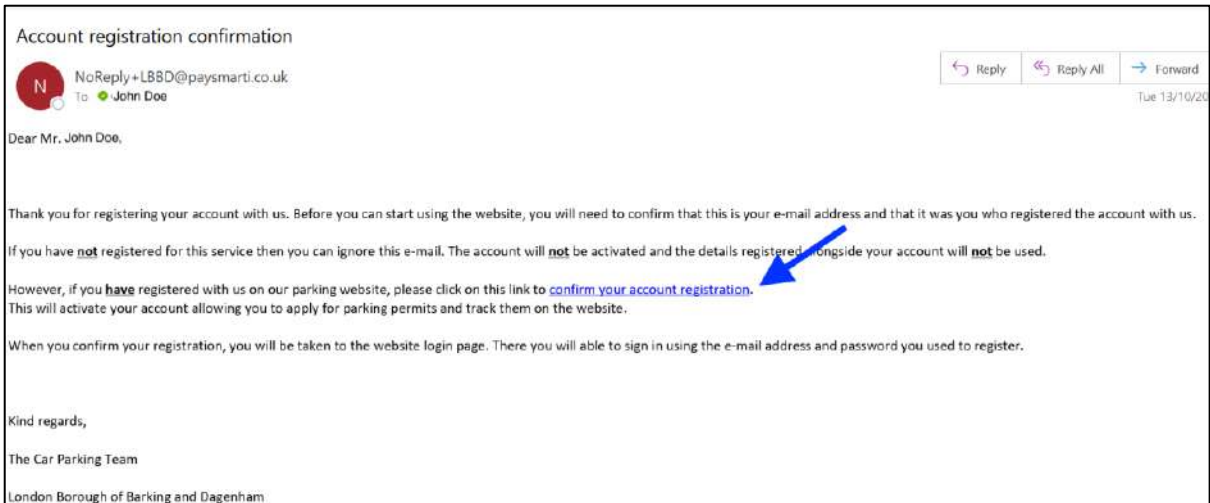 Account registration confirmation
N
NoReply+LBBD@paysmarti.co.uk
To John Doe
Reply
Reply All
Forward
Tue 13/10/20
Dear Mr. John Doe,
Thank you for registering your account with us. Before you can start using the website, you will need to confirm that this is your e-mail address and that it was you who registered the account with us.
If you have not registered for this service then you can ignore this e-mail. The account will not be activated and the details registered alongside your account will not be used.
However, if you have registered with us on our parking website, please click on this link to confirm your account registration.
This will activate your account allowing you to apply for parking permits and track them on the website.
When you confirm your registration, you will be taken to the website login page. There you will able to sign in using the e-mail address and password you used to register.
Kind regards,
The Car Parking Team
London Borough of Barking and Dagenham